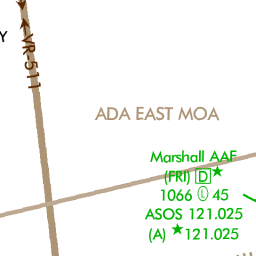 Y
VR 511
ADA EAST MOA
Marshall AAF
(FRI) D★
1066 Ⓛ 45
ASOS 121.025
(A) ★121.025